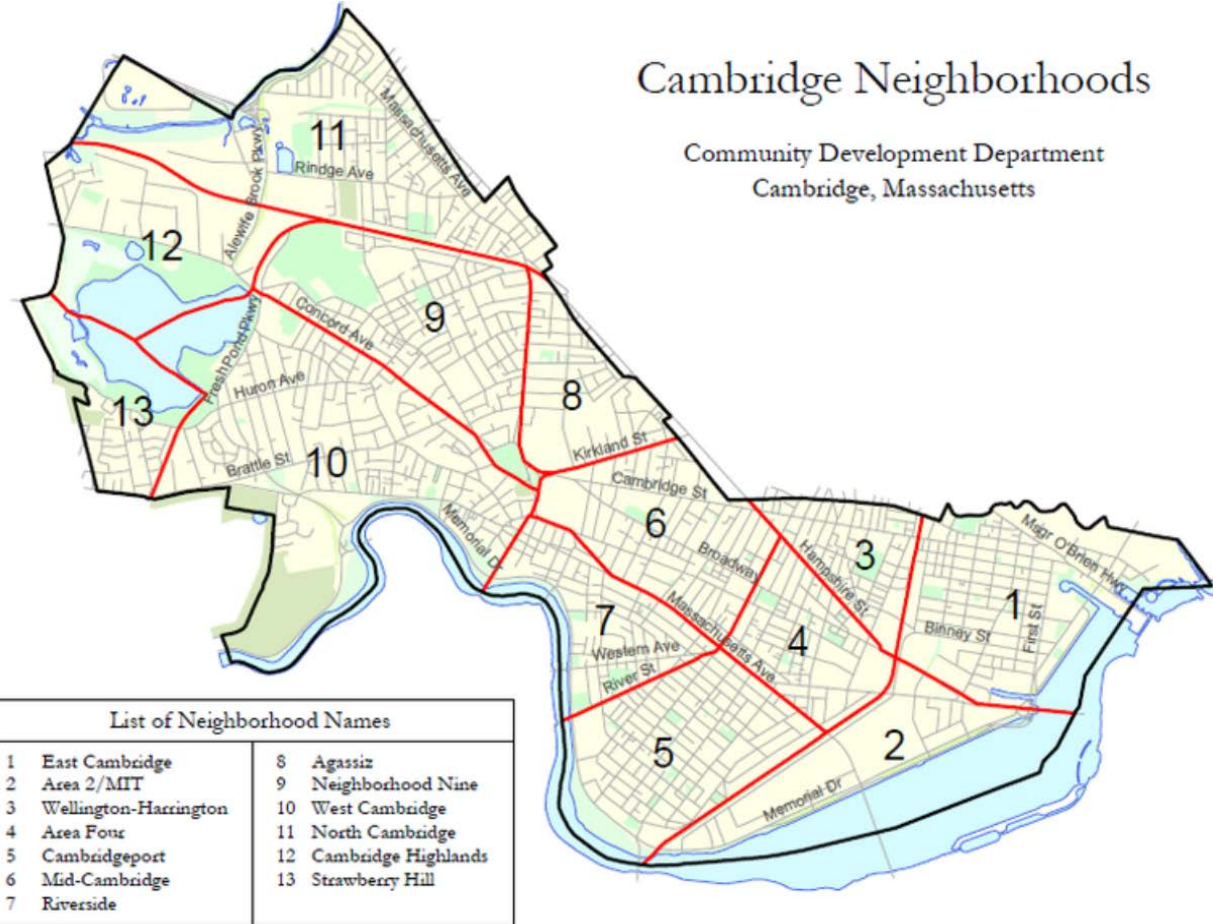 Cambridge Neighborhoods
Community Development Department
Cambridge, Massachusetts
11
Massachusetts Ave
Rindge Ave
Alewife Brook Pkwy
12
9
Concord Ave
Fresh Pond Pkwy
Huron Ave
8
13
Kirkland St
Brattle St
10
Cambridge St
Memorial Dr
6
Broadway
Hampshire St
3
Msgr O'Brien Hwy
1
First St
Binney St
7
Massachusetts Ave
4
Western Ave
River St
5
2
Memorial Dr
List of Neighborhood Names
1 East Cambridge
2 Area 2/MIT
3 Wellington-Harrington
4 Area Four
5 Cambridgeport
6 Mid-Cambridge
7 Riverside
8 Agassiz
9 Neighborhood Nine
10 West Cambridge
11 North Cambridge
12 Cambridge Highlands
13 Strawberry Hill